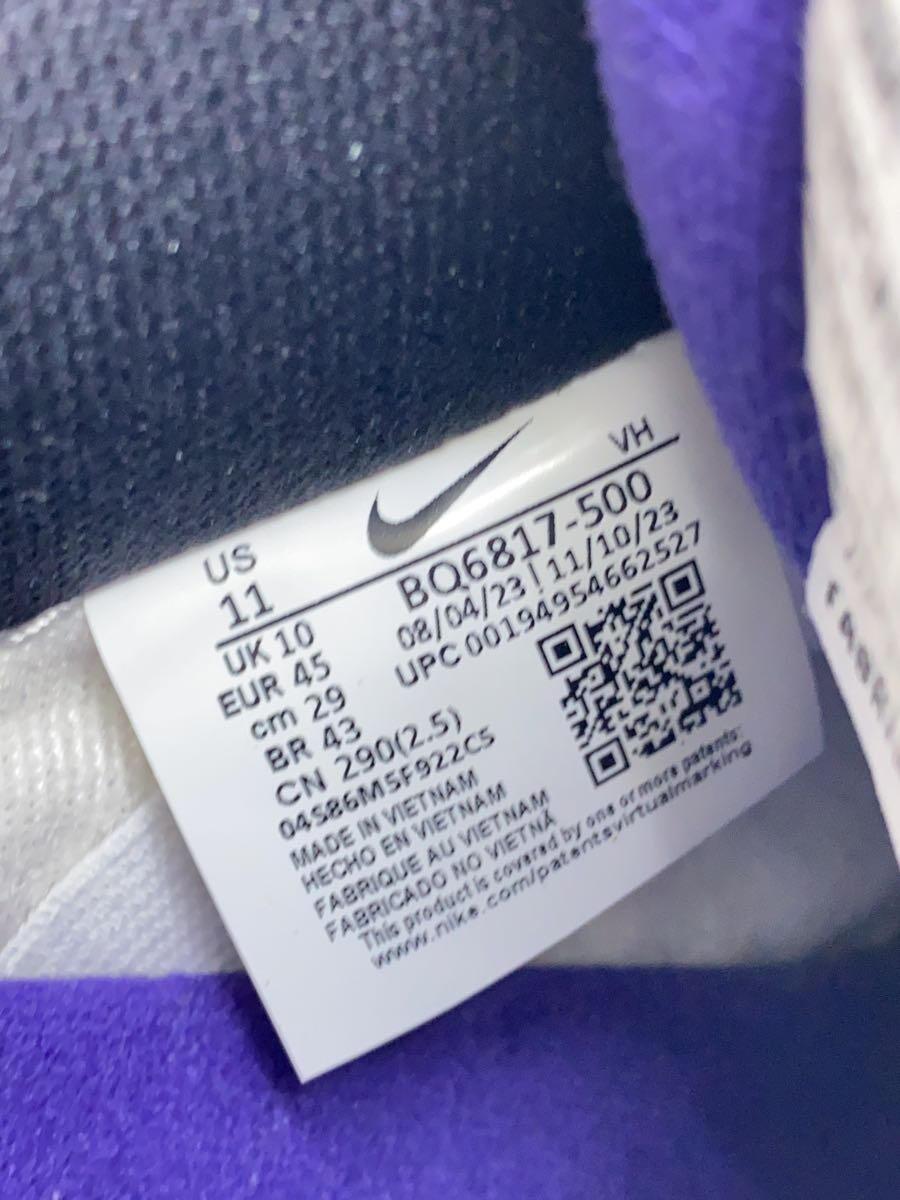 VH
US
11
BQ6817-500
08/04/23 | 11/10/23
UPC 00194954662527
UK 10
EUR 45
cm 29
BR 43
CN 290(2.5)
04S86M5F922C5
MADE IN VIETNAM
HECHO EN VIETNAM
FABRIQUE AU VIETNAM
FABRICADO NO VIETNÃ
This product is covered by one or more patents:
www.nike.com/patentsvirtualmarking